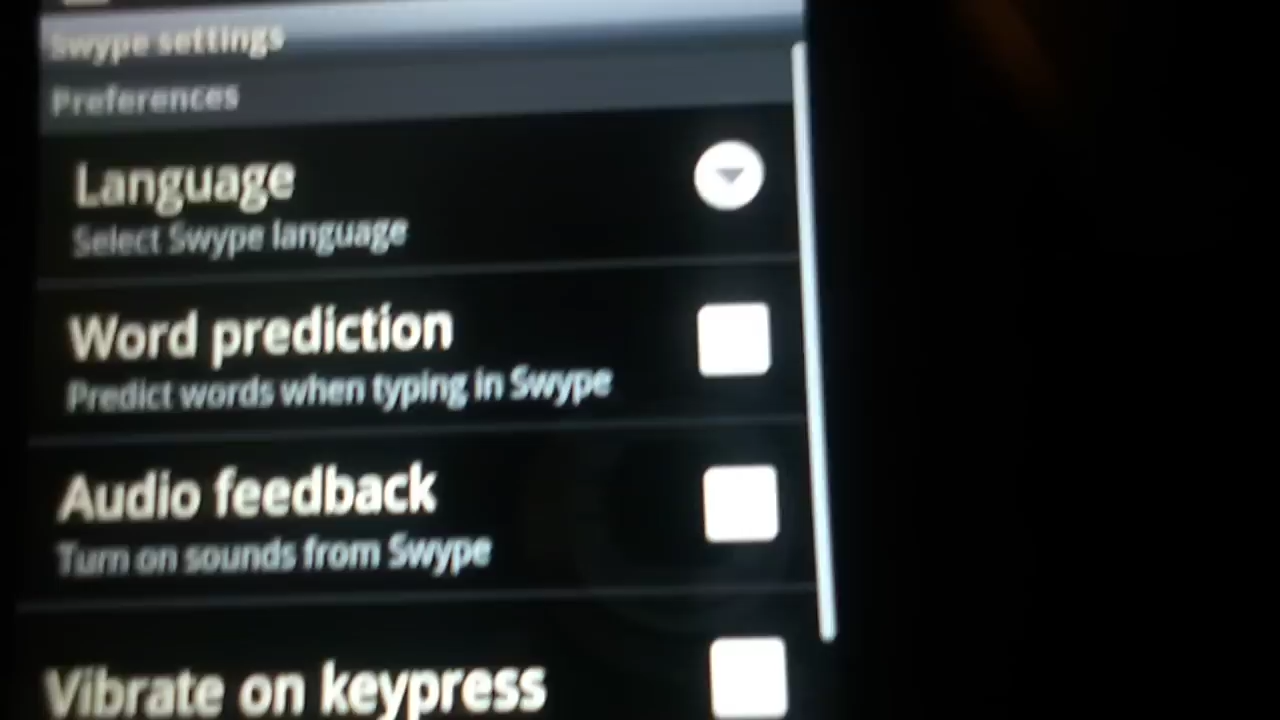 Swype settings
Preferences
Language
Select Swype language
Word prediction
Predict words when typing in Swype
Audio feedback
Turn on sounds from Swype
Vibrate on keypress